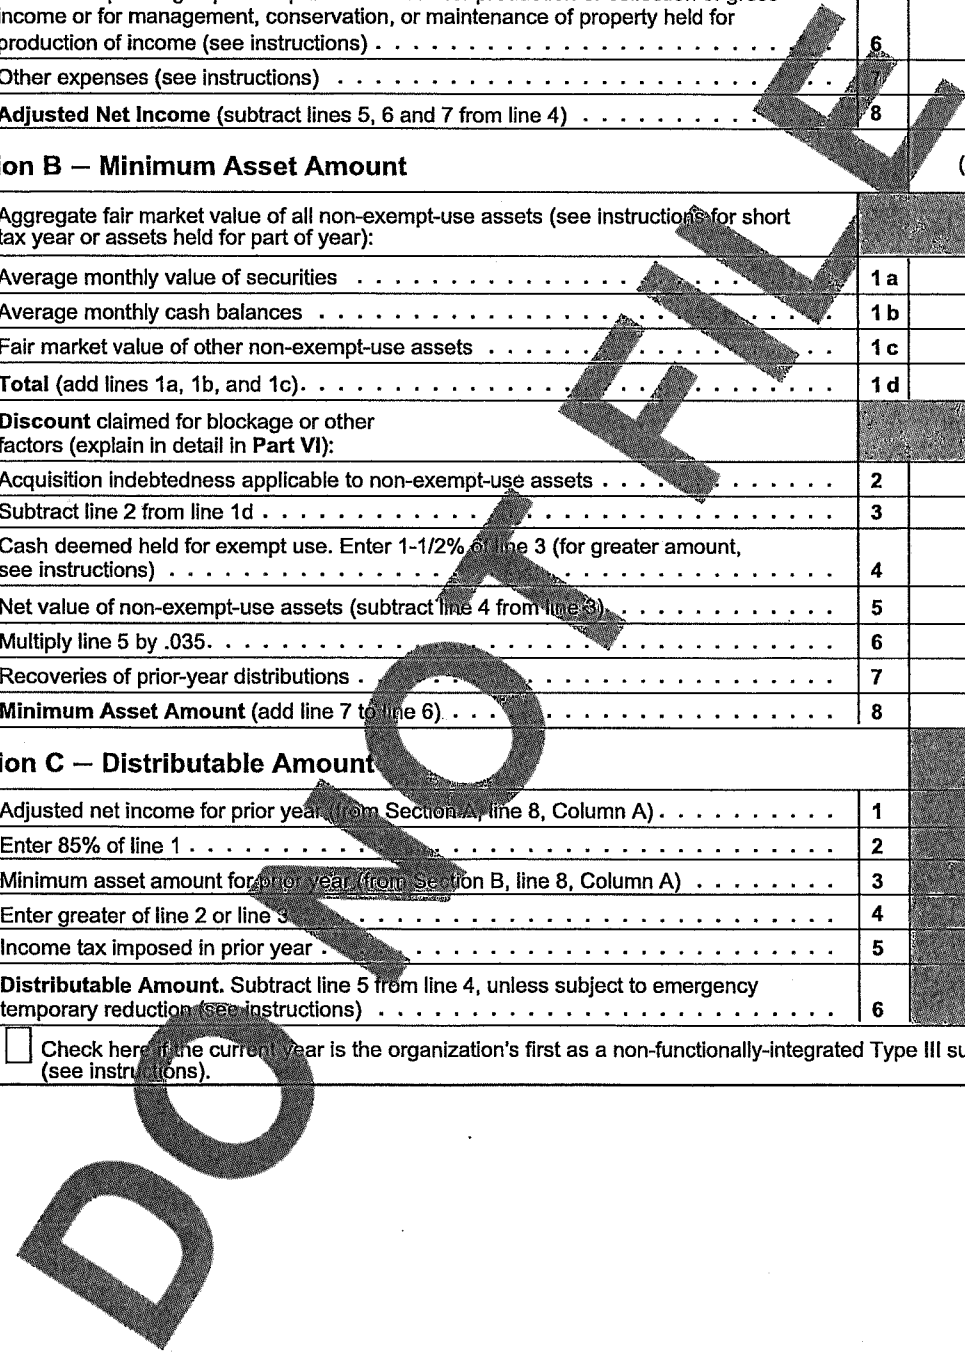 income or for management, conservation, or maintenance of property held for
production of income (see instructions) . . . . . . . . . . . . . . . . . . . . . . . . . . 6
Other expenses (see instructions) . . . . . . . . . . . . . . . . . . . . . . . . . . . . 7
Adjusted Net Income (subtract lines 5, 6 and 7 from line 4) . . . . . . . . . . 8
ion B — Minimum Asset Amount (
Aggregate fair market value of all non-exempt-use assets (see instructions for short
tax year or assets held for part of year):
Average monthly value of securities . . . . . . . . . . . . . . . . . . . . . . . . . . . 1a
Average monthly cash balances . . . . . . . . . . . . . . . . . . . . . . . . . . . . . 1b
Fair market value of other non-exempt-use assets . . . . . . . . . . . . . . . . . . . 1c
Total (add lines 1a, 1b, and 1c). . . . . . . . . . . . . . . . . . . . . . . . . . . . . . 1d
Discount claimed for blockage or other
factors (explain in detail in Part VI):
Acquisition indebtedness applicable to non-exempt-use assets . . . . . . . . . . . . . 2
Subtract line 2 from line 1d . . . . . . . . . . . . . . . . . . . . . . . . . . . . . . . . 3
Cash deemed held for exempt use. Enter 1-1/2% of line 3 (for greater amount,
see instructions) . . . . . . . . . . . . . . . . . . . . . . . . . . . . . . . . . . . . . 4
Net value of non-exempt-use assets (subtract line 4 from line 3). . . . . . . . . . . . 5
Multiply line 5 by .035. . . . . . . . . . . . . . . . . . . . . . . . . . . . . . . . . . . 6
Recoveries of prior-year distributions . . . . . . . . . . . . . . . . . . . . . . . . . . . 7
Minimum Asset Amount (add line 7 to line 6) . . . . . . . . . . . . . . . . . . . . . . 8
ion C — Distributable Amount
Adjusted net income for prior year (from Section A, line 8, Column A) . . . . . . . . . 1
Enter 85% of line 1 . . . . . . . . . . . . . . . . . . . . . . . . . . . . . . . . . . . . 2
Minimum asset amount for prior year (from Section B, line 8, Column A) . . . . . . . . 3
Enter greater of line 2 or line 3 . . . . . . . . . . . . . . . . . . . . . . . . . . . . . . 4
Income tax imposed in prior year . . . . . . . . . . . . . . . . . . . . . . . . . . . . . 5
Distributable Amount. Subtract line 5 from line 4, unless subject to emergency
temporary reduction (see instructions) . . . . . . . . . . . . . . . . . . . . . . . . . . 6
Check here if the current year is the organization's first as a non-functionally-integrated Type III su
(see instructions).
DO NOT FILE